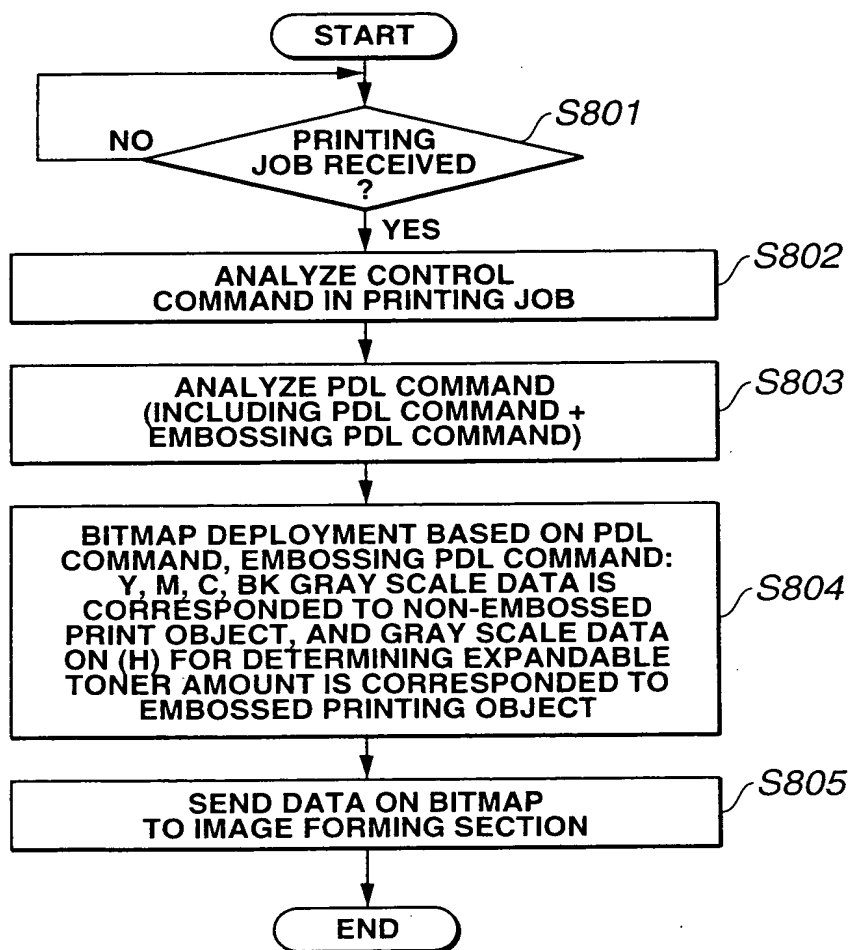 START
S801
NO
PRINTING
JOB RECEIVED
?
YES
S802
ANALYZE CONTROL
COMMAND IN PRINTING JOB
S803
ANALYZE PDL COMMAND
(INCLUDING PDL COMMAND +
EMBOSSING PDL COMMAND)
BITMAP DEPLOYMENT BASED ON PDL
COMMAND, EMBOSSING PDL COMMAND:
Y, M, C, BK GRAY SCALE DATA IS
CORRESPONDED TO NON-EMBOSSED
PRINT OBJECT, AND GRAY SCALE DATA
ON (H) FOR DETERMINING EXPANDABLE
TONER AMOUNT IS CORRESPONDED TO
EMBOSSED PRINTING OBJECT
S804
SEND DATA ON BITMAP
TO IMAGE FORMING SECTION
S805
END